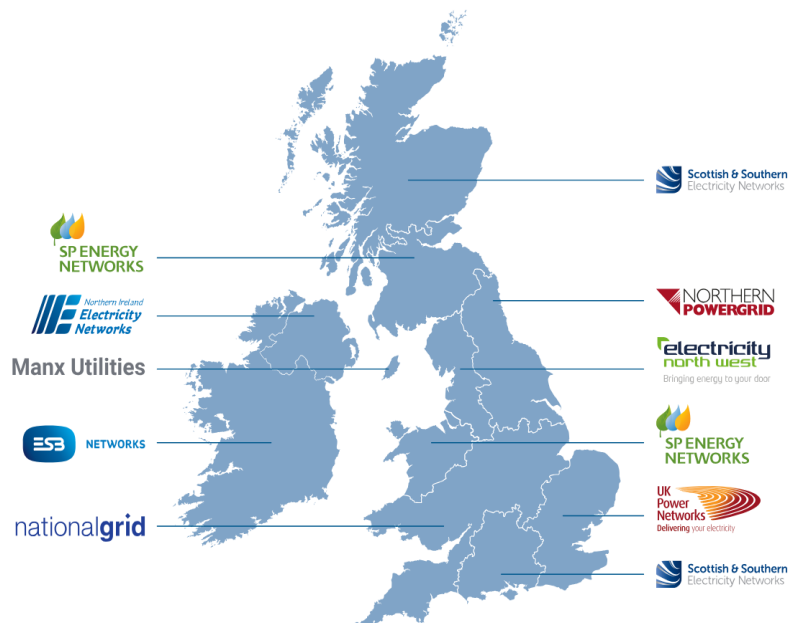 Scottish & Southern
Electricity Networks
SP ENERGY
NETWORKS
Northern Ireland
Electricity
Networks
NORTHERN
POWERGRID
Manx Utilities
electricity
north west
Bringing energy to your door
ESB NETWORKS
SP ENERGY
NETWORKS
nationalgrid
UK
Power
Networks
Delivering your electricity
Scottish & Southern
Electricity Networks